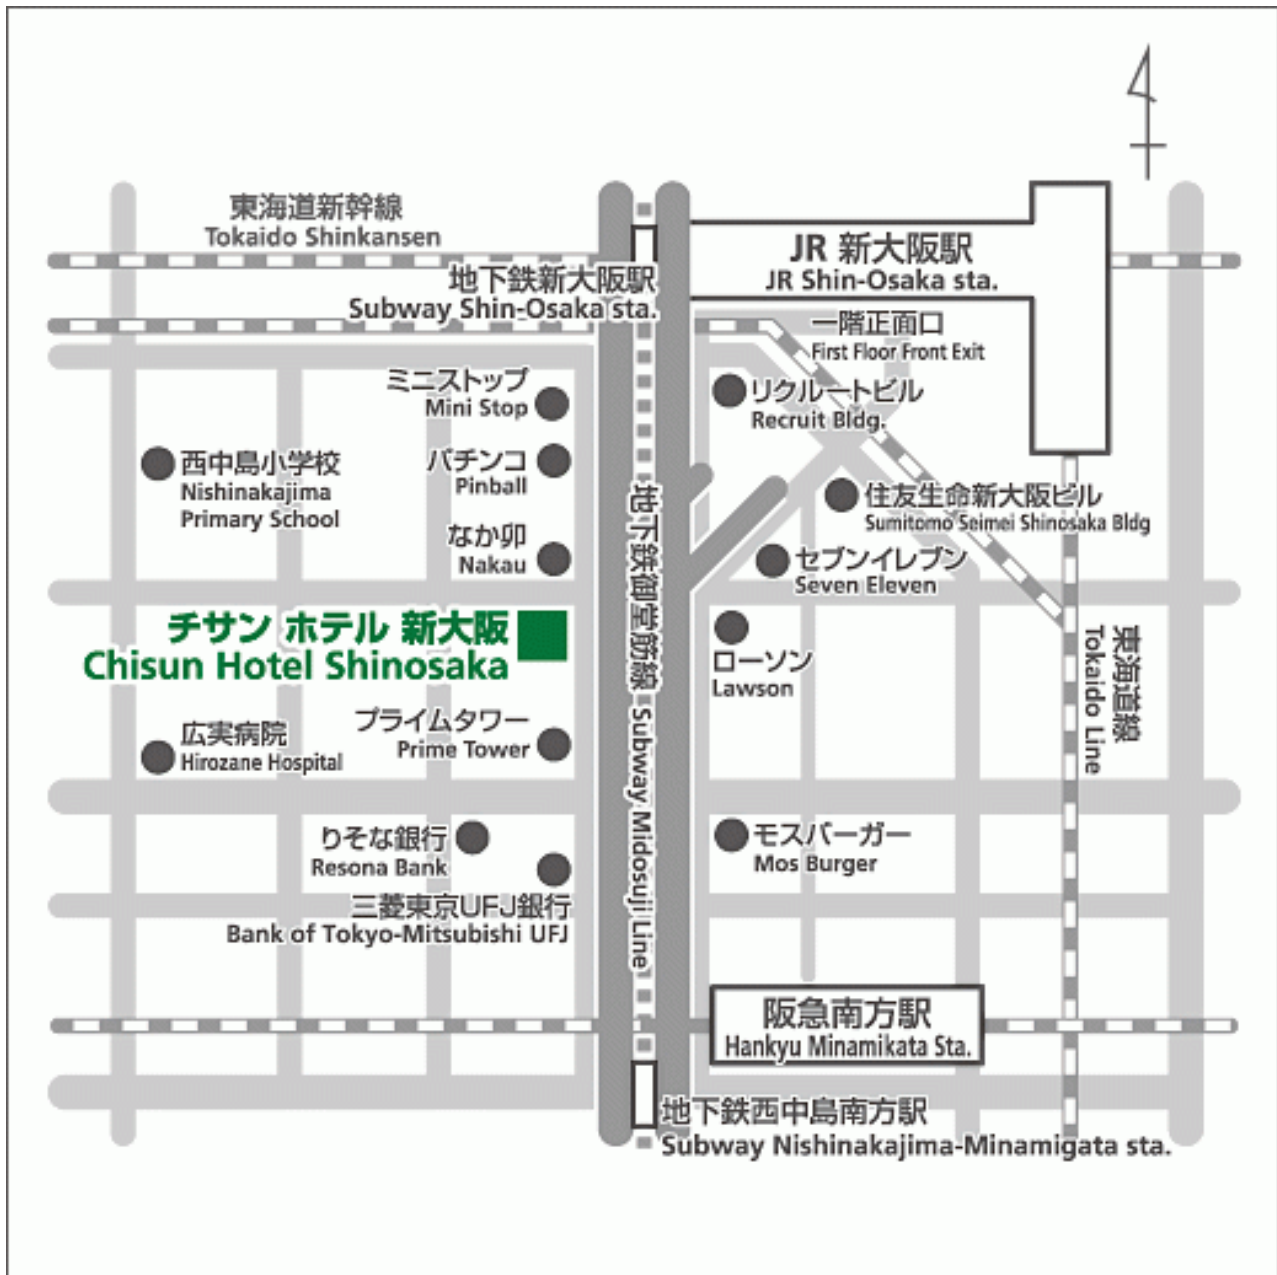 東海道新幹線
Tokaido Shinkansen
JR 新大阪駅
JR Shin-Osaka sta.
地下鉄新大阪駅
Subway Shin-Osaka sta.
一階正面口
First Floor Front Exit
ミニストップ
Mini Stop
リクルートビル
Recruit Bldg.
西中島小学校
Nishinakajima
Primary School
パチンコ
Pinball
住友生命新大阪ビル
Sumitomo Seimei Shinosaka Bldg
なか卯
Nakau
セブンイレブン
Seven Eleven
地下鉄御堂筋線 Subway Midosuji Line
チサン ホテル 新大阪
Chisun Hotel Shinosaka
ローソン
Lawson
東海道線
Tokaido Line
広実病院
Hirozane Hospital
プライムタワー
Prime Tower
りそな銀行
Resona Bank
モスバーガー
Mos Burger
三菱東京UFJ銀行
Bank of Tokyo-Mitsubishi UFJ
阪急南方駅
Hankyu Minamikata Sta.
地下鉄西中島南方駅
Subway Nishinakajima-Minamigata sta.